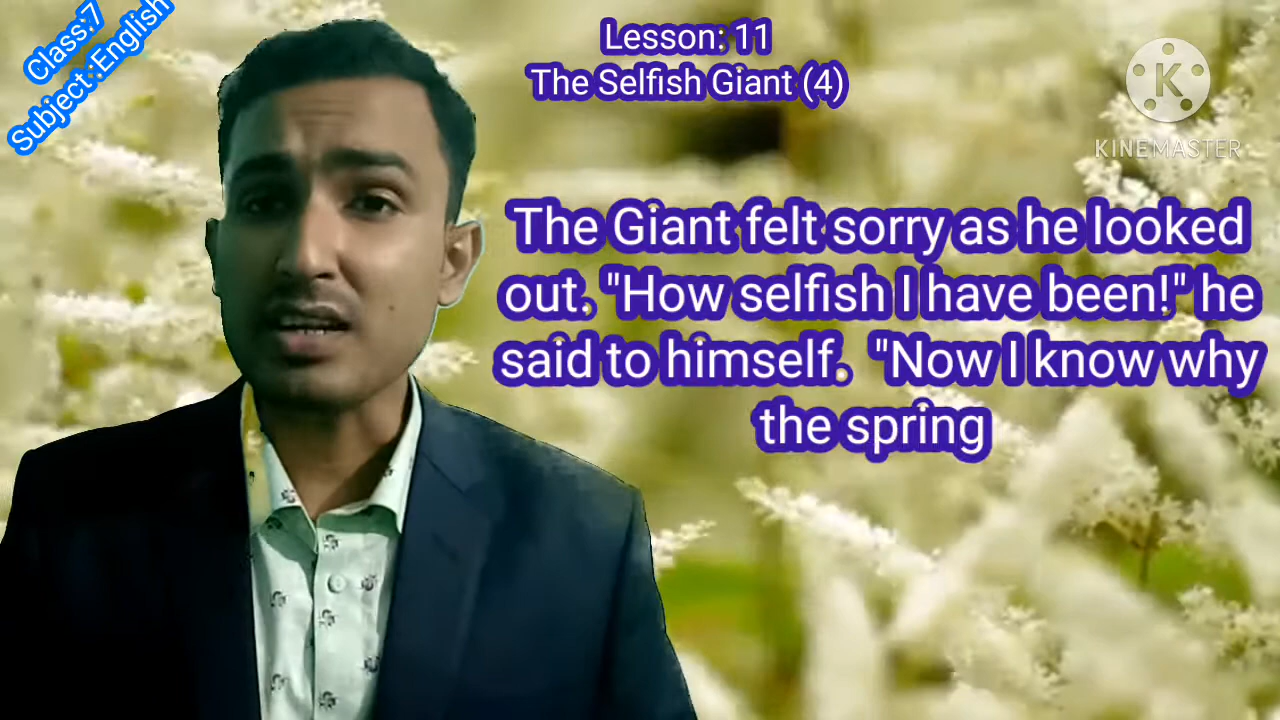 Class:7
Subject:English
Lesson: 11
The Selfish Giant (4)
K
KINEMASTER
The Giant felt sorry as he looked
out. "How selfish I have been!" he
said to himself. "Now I know why
the spring